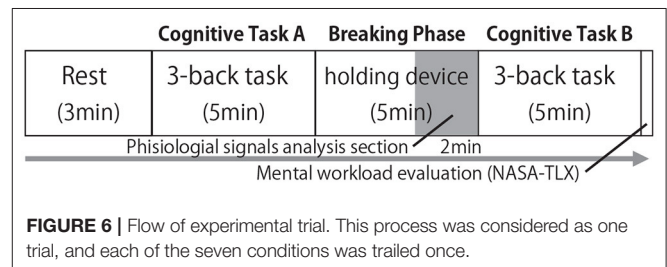 Cognitive Task A Breaking Phase Cognitive Task B
Rest 3-back task holding device 3-back task
(3min) (5min) (5min) (5min)
Phisiologial signals analysis section 2min
Mental workload evaluation (NASA-TLX)
FIGURE 6 | Flow of experimental trial. This process was considered as one
trial, and each of the seven conditions was trailed once.